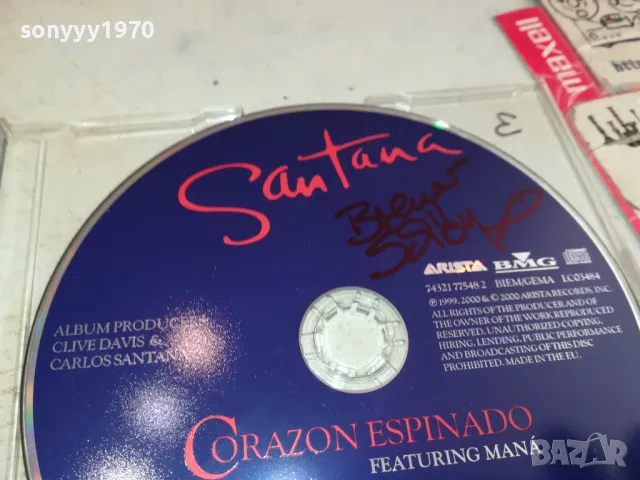 sonyyy1970
maxell
Santana
ARISTA BMG
74321 77548 2 BIEM/GEMA LC03484
℗ 1999, 2000 & © 2000 ARISTA RECORDS, INC.
ALL RIGHTS OF THE PRODUCER AND OF
THE OWNER OF THE WORK REPRODUCED
RESERVED. UNAUTHORIZED COPYING,
HIRING, LENDING, PUBLIC PERFORMANCE
AND BROADCASTING OF THIS DISC
PROHIBITED. MADE IN THE EU.
ALBUM PRODUCER
CLIVE DAVIS &
CARLOS SANTANA
CORAZON ESPINADO
FEATURING MANÁ
BAZAR